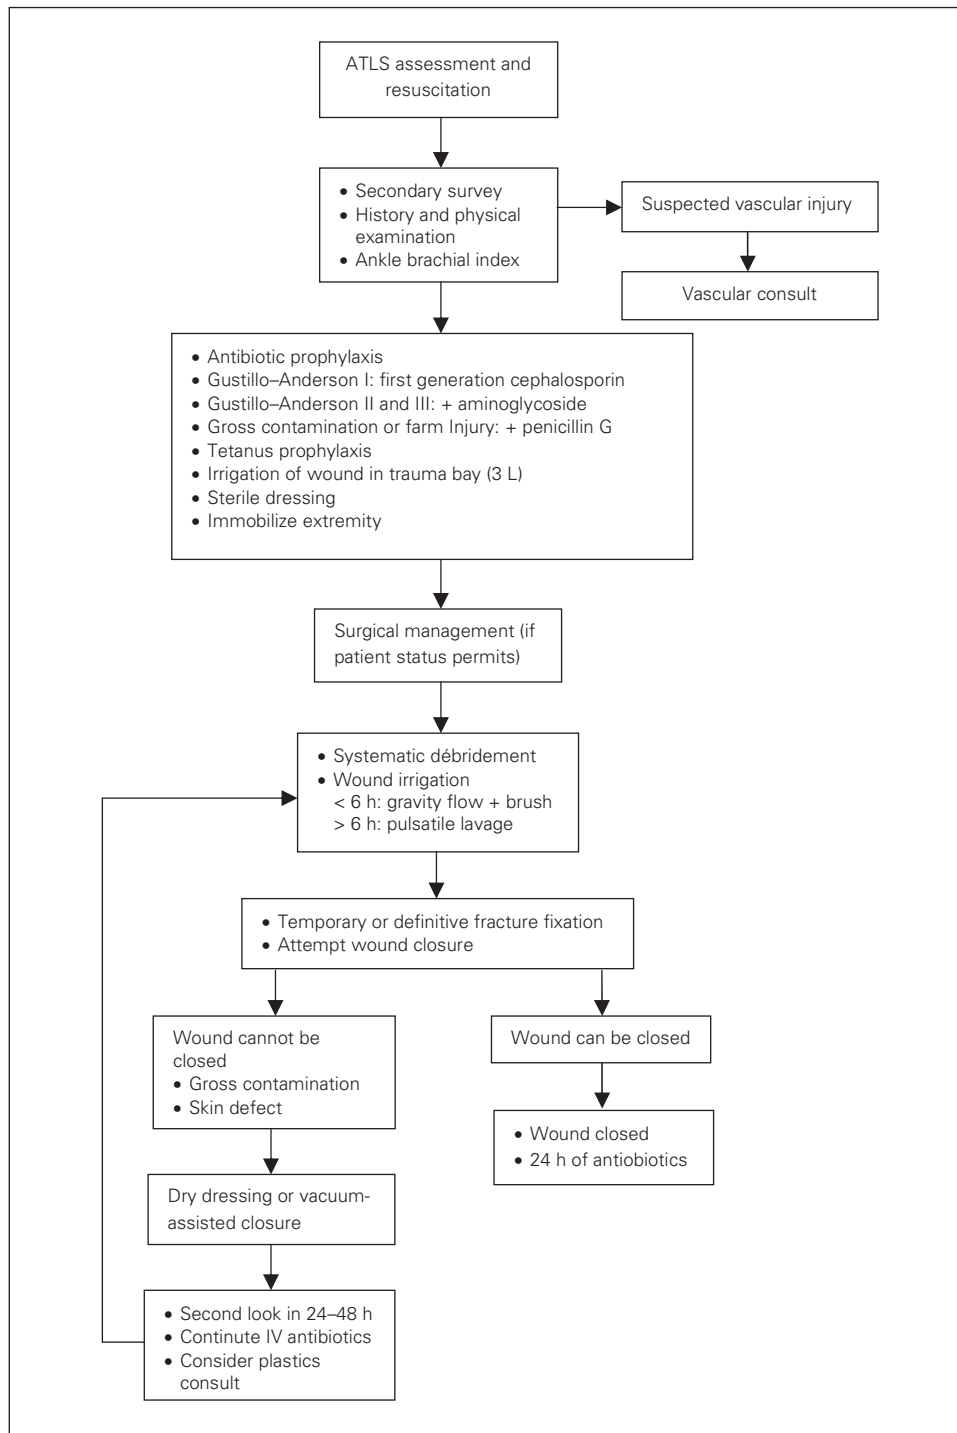 ATLS assessment and
resuscitation
• Secondary survey
• History and physical
examination
• Ankle brachial index
Suspected vascular injury
Vascular consult
• Antibiotic prophylaxis
• Gustillo–Anderson I: first generation cephalosporin
• Gustillo–Anderson II and III: + aminoglycoside
• Gross contamination or farm Injury: + penicillin G
• Tetanus prophylaxis
• Irrigation of wound in trauma bay (3 L)
• Sterile dressing
• Immobilize extremity
Surgical management (if
patient status permits)
• Systematic débridement
• Wound irrigation
< 6 h: gravity flow + brush
> 6 h: pulsatile lavage
• Temporary or definitive fracture fixation
• Attempt wound closure
Wound cannot be
closed
• Gross contamination
• Skin defect
Wound can be closed
• Wound closed
• 24 h of antiobiotics
Dry dressing or vacuum-
assisted closure
• Second look in 24–48 h
• Continute IV antibiotics
• Consider plastics
consult